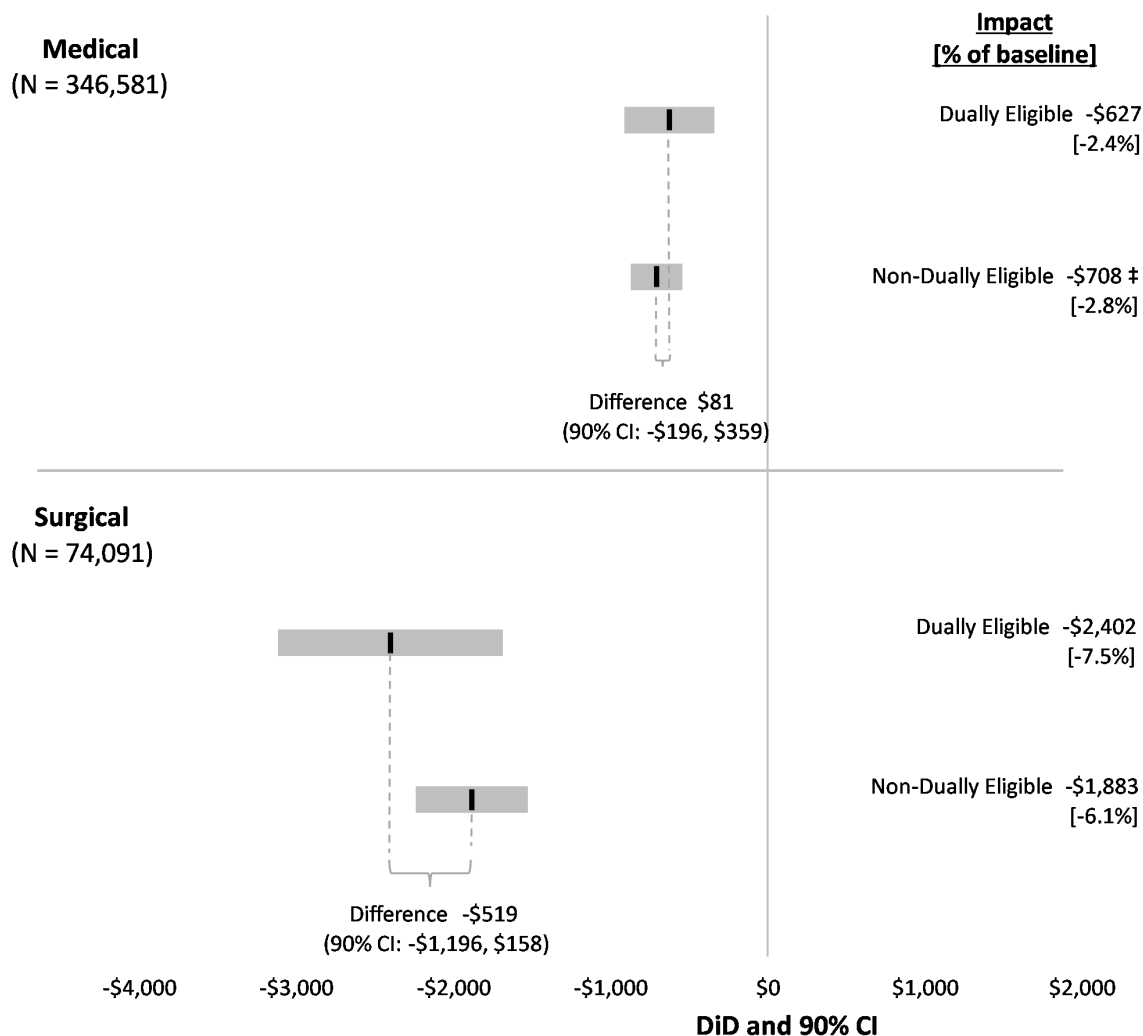 Impact
[% of baseline]
Medical
(N = 346,581)
Dually Eligible -$627
[-2.4%]
Non-Dually Eligible -$708 ‡
[-2.8%]
Difference $81
(90% CI: -$196, $359)
Surgical
(N = 74,091)
Dually Eligible -$2,402
[-7.5%]
Non-Dually Eligible -$1,883
[-6.1%]
Difference -$519
(90% CI: -$1,196, $158)
-$4,000 -$3,000 -$2,000 -$1,000 $0 $1,000 $2,000
DiD and 90% CI